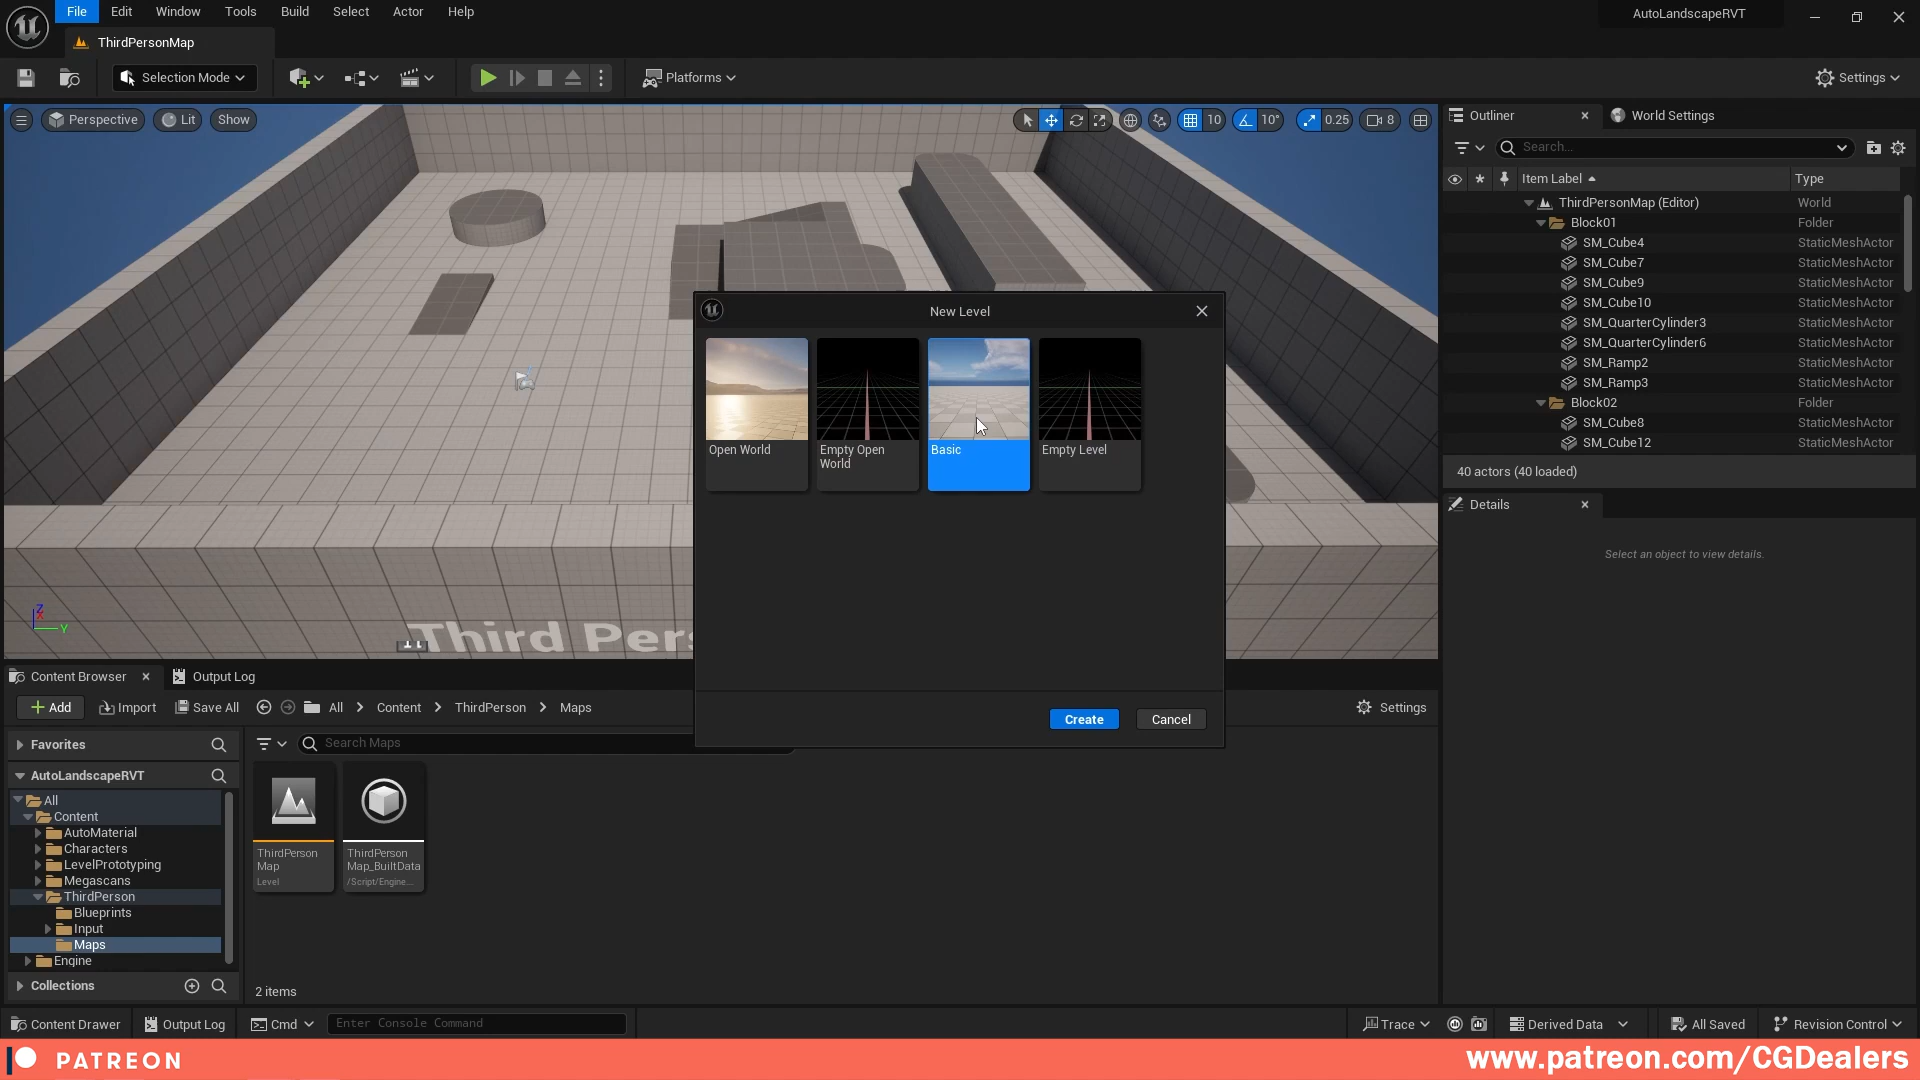 File Edit Window Tools Build Select Actor Help
AutoLandscapeRVT
ThirdPersonMap
Selection Mode
Platforms
Settings
Perspective
Lit
Show
10
10°
0.25
8
Outliner
World Settings
Search...
Item Label
Type
ThirdPersonMap (Editor) World
Block01 Folder
SM_Cube4 StaticMeshActor
SM_Cube7 StaticMeshActor
SM_Cube9 StaticMeshActor
SM_Cube10 StaticMeshActor
SM_QuarterCylinder3 StaticMeshActor
SM_QuarterCylinder6 StaticMeshActor
SM_Ramp2 StaticMeshActor
SM_Ramp3 StaticMeshActor
Block02 Folder
SM_Cube8 StaticMeshActor
SM_Cube12 StaticMeshActor
40 actors (40 loaded)
Details
Select an object to view details.
New Level
Open World
Empty Open
World
Basic
Empty Level
Create
Cancel
Z
X
Y
Third Pers
Content Browser
Output Log
Add
Import
Save All
All
Content
ThirdPerson
Maps
Settings
Favorites
Search Maps
AutoLandscapeRVT
All
Content
AutoMaterial
Characters
LevelPrototyping
Megascans
ThirdPerson
Blueprints
Input
Maps
Engine
Collections
ThirdPerson
Map
Level
ThirdPerson
Map_BuiltData
/Script/Engine...
2 items
Content Drawer
Output Log
Cmd
Enter Console Command
Trace
Derived Data
All Saved
Revision Control
PATREON
www.patreon.com/CGDealers